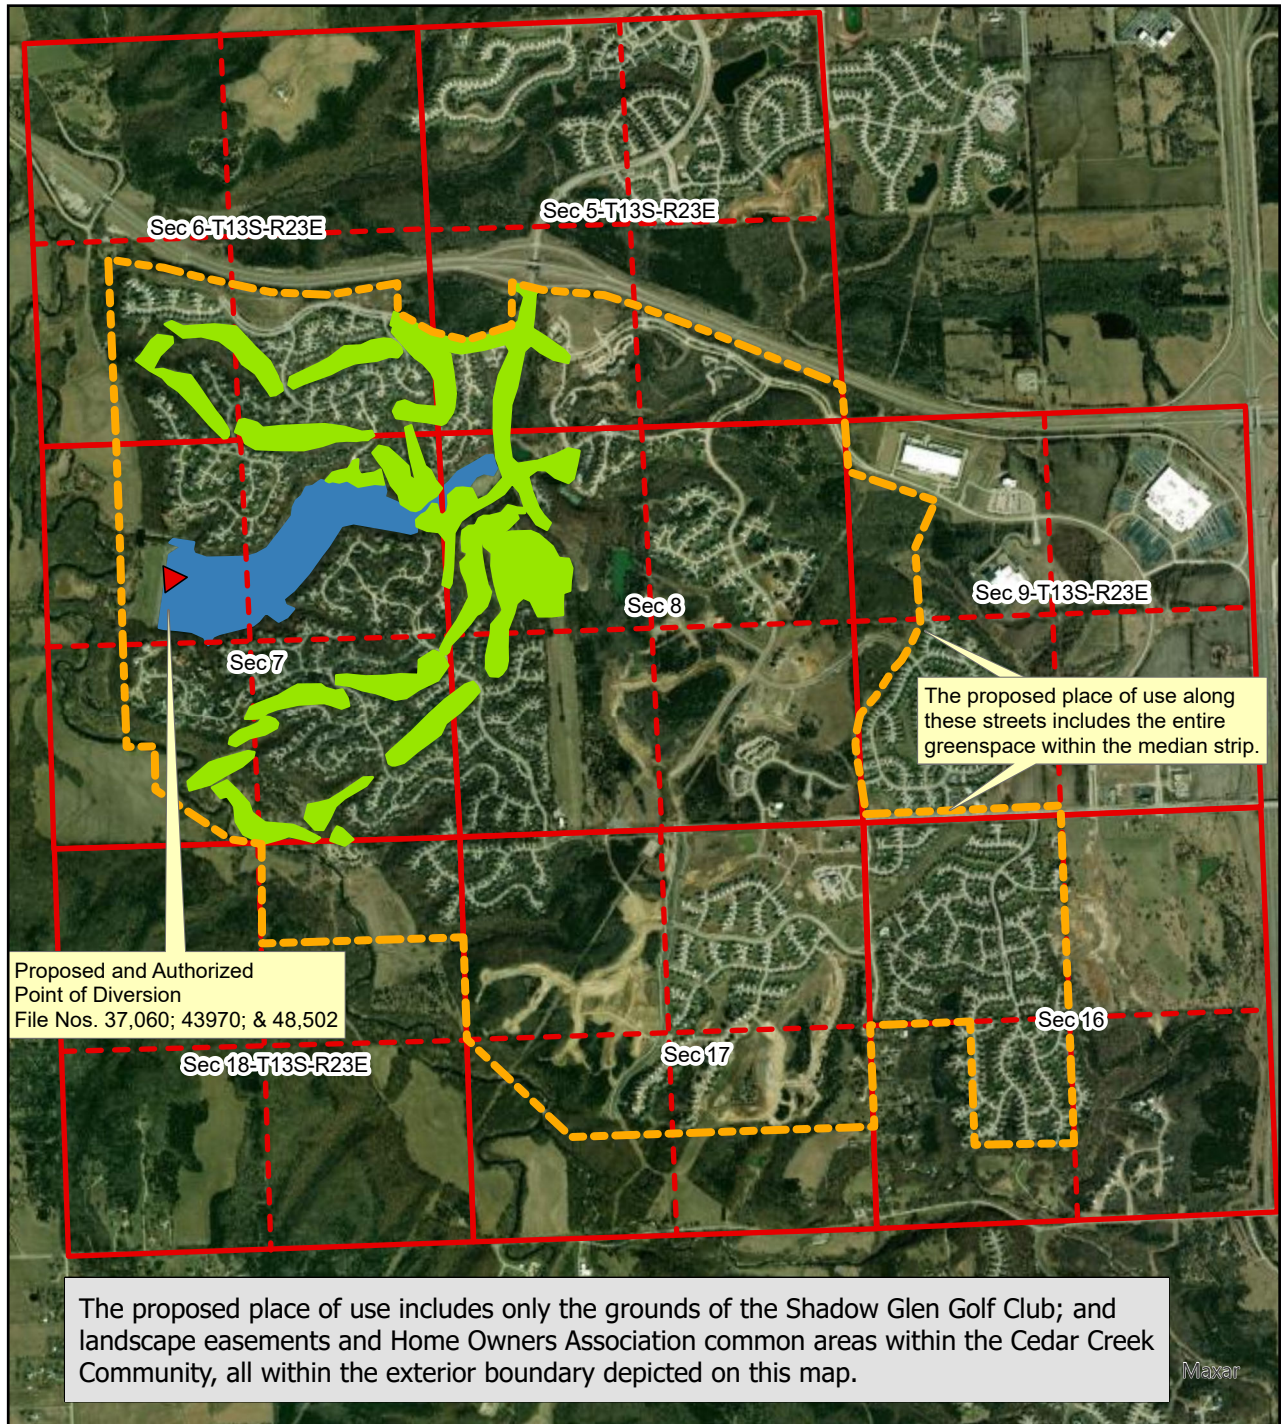 Sec 6-T13S-R23E
Sec 5-T13S-R23E
Sec 9-T13S-R23E
Sec 8
Sec 7
The proposed place of use along
these streets includes the entire
greenspace within the median strip.
Proposed and Authorized
Point of Diversion
File Nos. 37,060; 43970; & 48,502
Sec 16
Sec 17
Sec 18-T13S-R23E
The proposed place of use includes only the grounds of the Shadow Glen Golf Club; and
landscape easements and Home Owners Association common areas within the Cedar Creek
Community, all within the exterior boundary depicted on this map.
Maxar